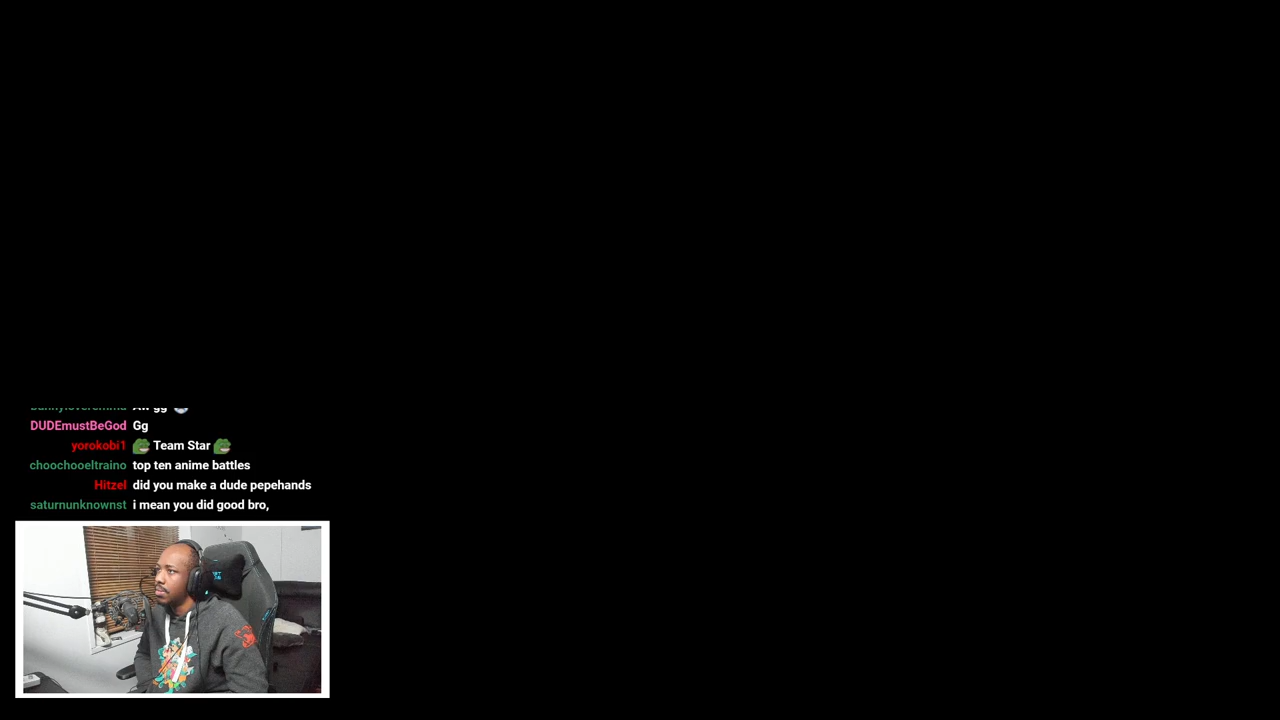 DUDEmustBeGod Gg
yorokobi1 Team Star
choochooeltraino top ten anime battles
Hitzel did you make a dude pepehands
saturnunknownst i mean you did good bro,